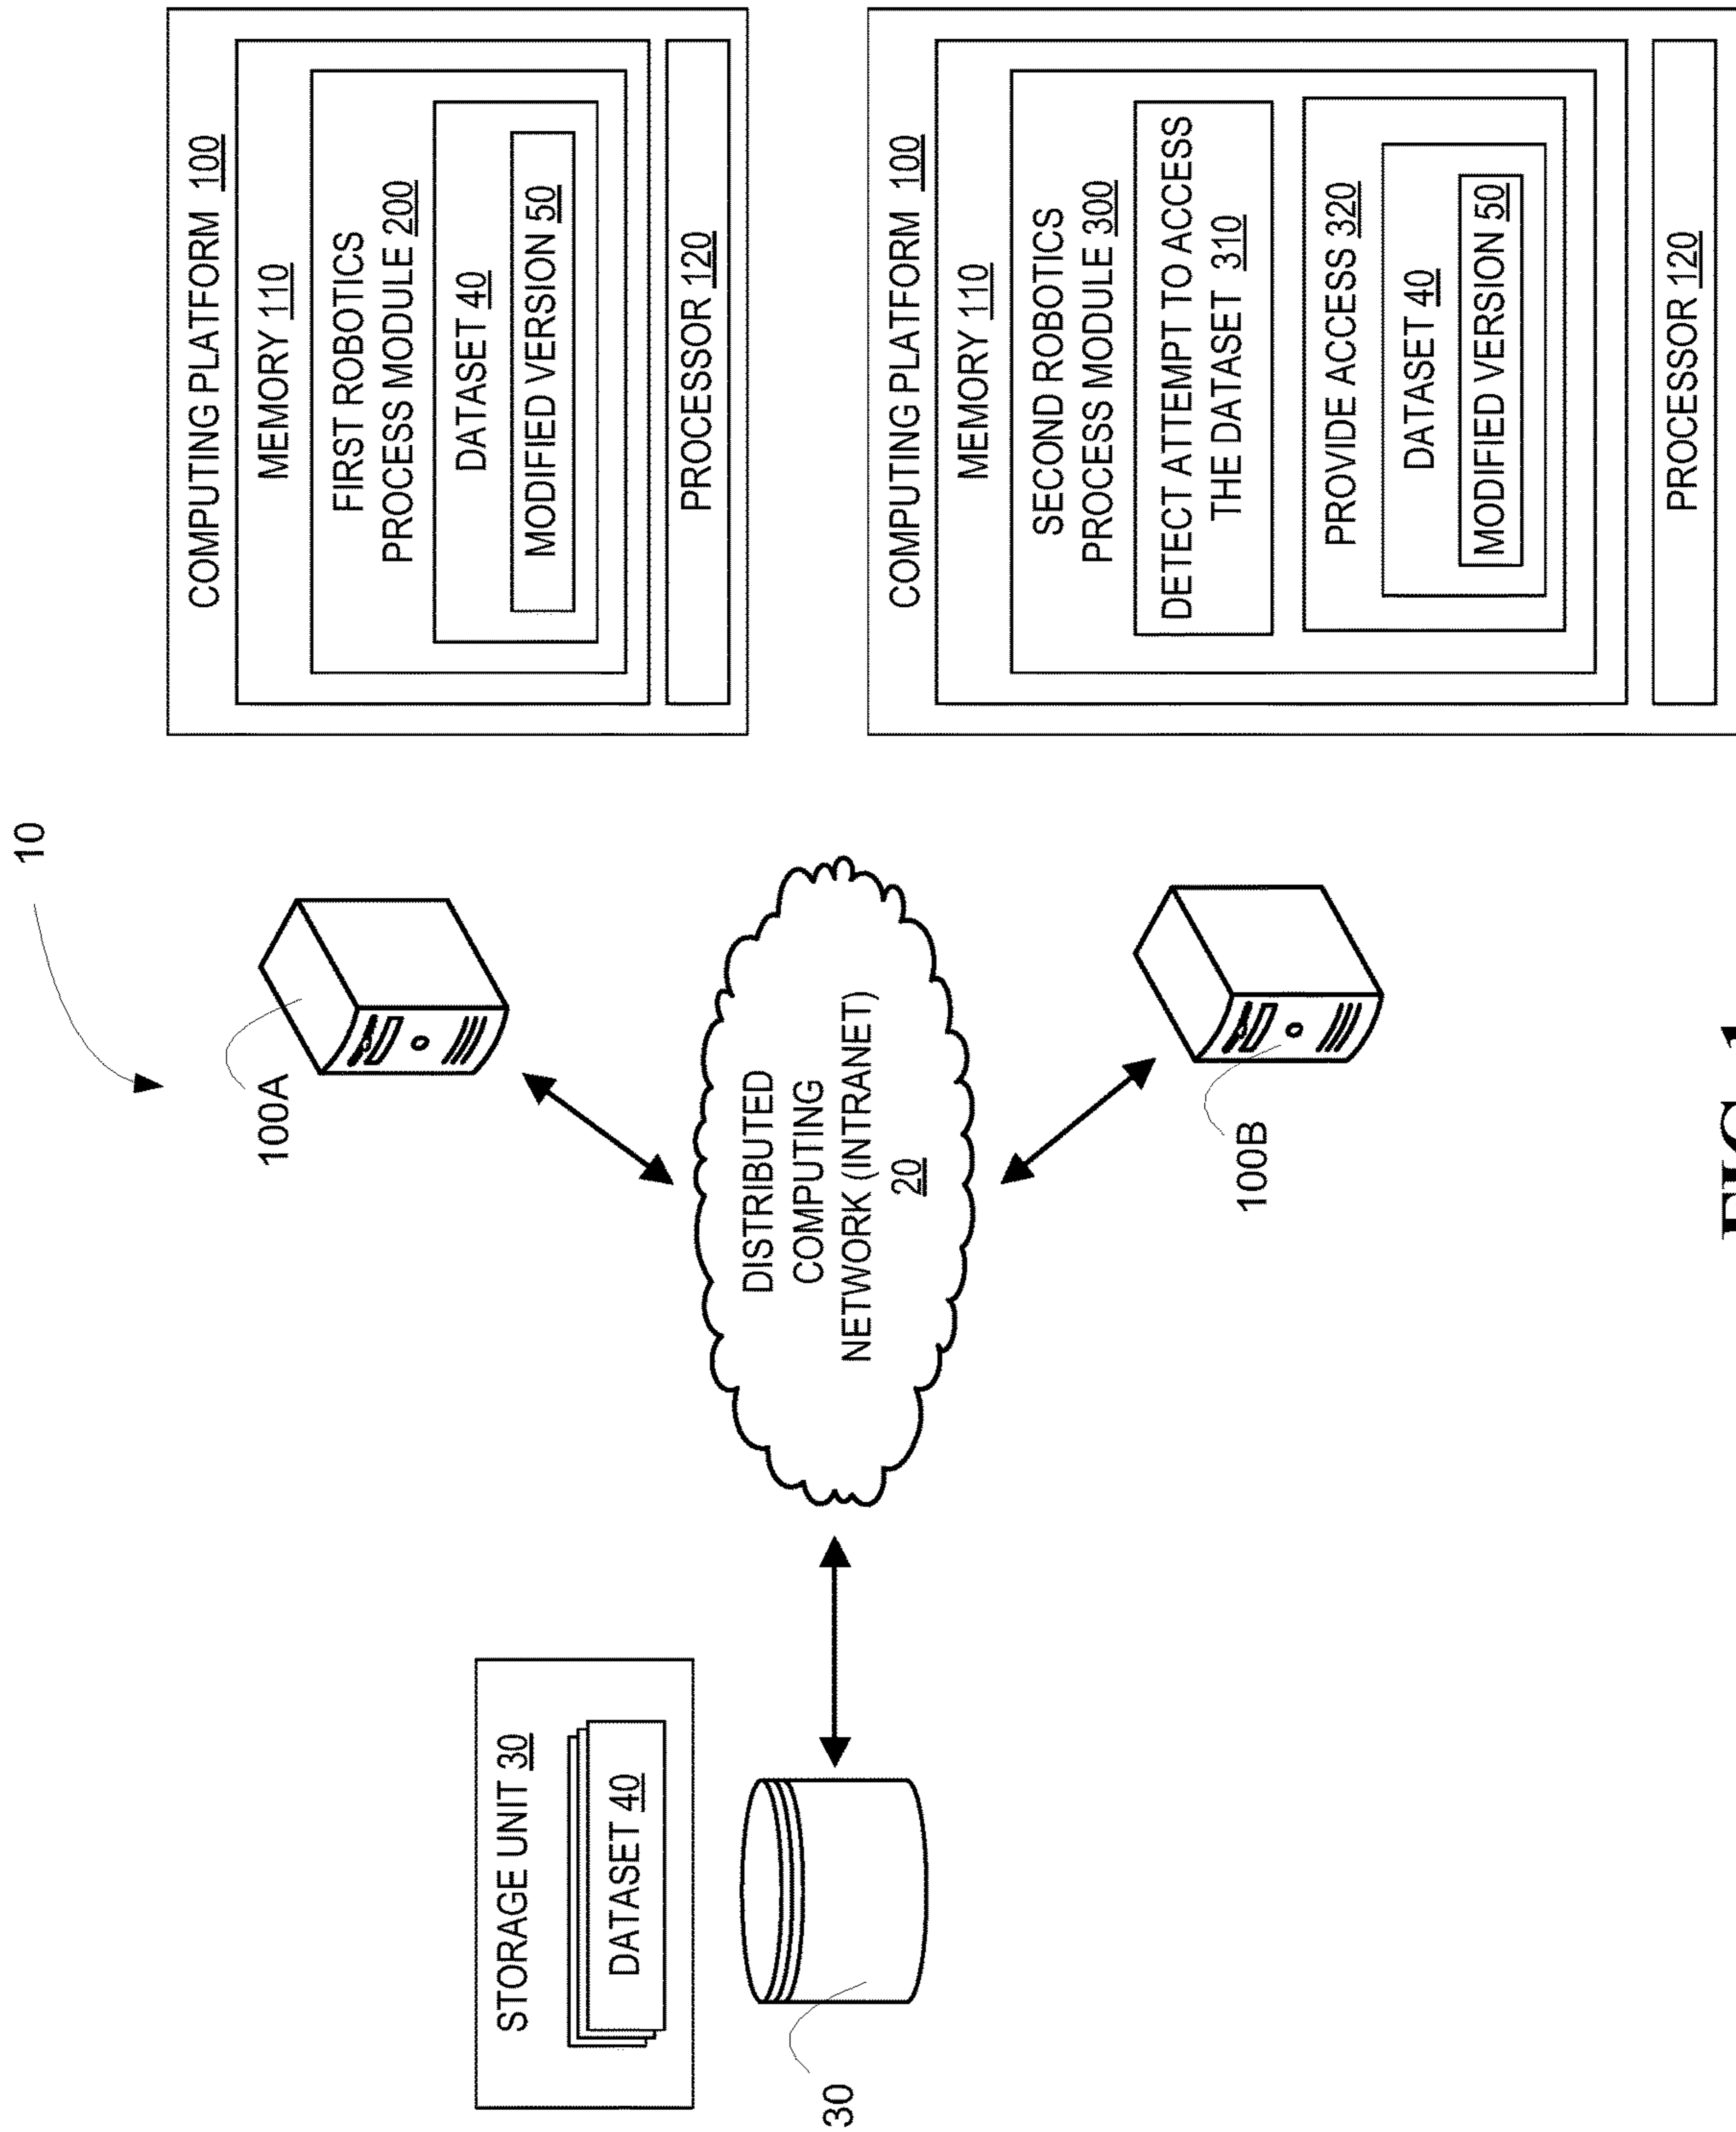 10
STORAGE UNIT 30
DATASET 40
30
DISTRIBUTED
COMPUTING
NETWORK (INTRANET)
20
100A
100B
COMPUTING PLATFORM 100
MEMORY 110
FIRST ROBOTICS
PROCESS MODULE 200
DATASET 40
MODIFIED VERSION 50
PROCESSOR 120
COMPUTING PLATFORM 100
MEMORY 110
SECOND ROBOTICS
PROCESS MODULE 300
DETECT ATTEMPT TO ACCESS
THE DATASET 310
PROVIDE ACCESS 320
DATASET 40
MODIFIED VERSION 50
PROCESSOR 120